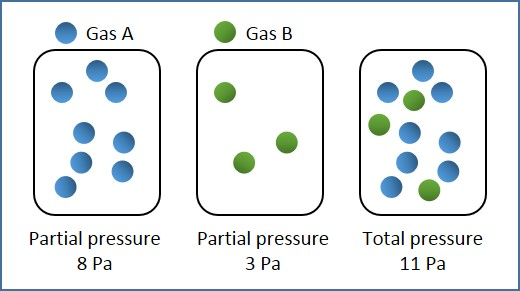 Gas A
Gas B
Partial pressure
8 Pa
Partial pressure
3 Pa
Total pressure
11 Pa